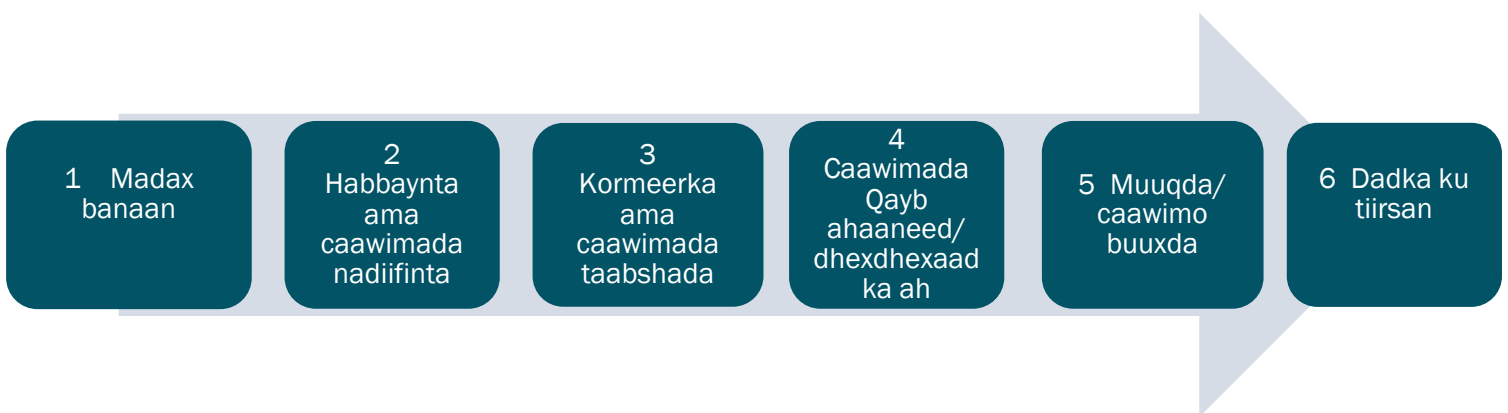 1 Madax
banaan
2
Habbaynta
ama
caawimada
nadiifinta
3
Kormeerka
ama
caawimada
taabshada
4
Caawimada
Qayb
ahaaneed/
dhexdhexaad
ka ah
5 Muuqda/
caawimo
buuxda
6 Dadka ku
tiirsan